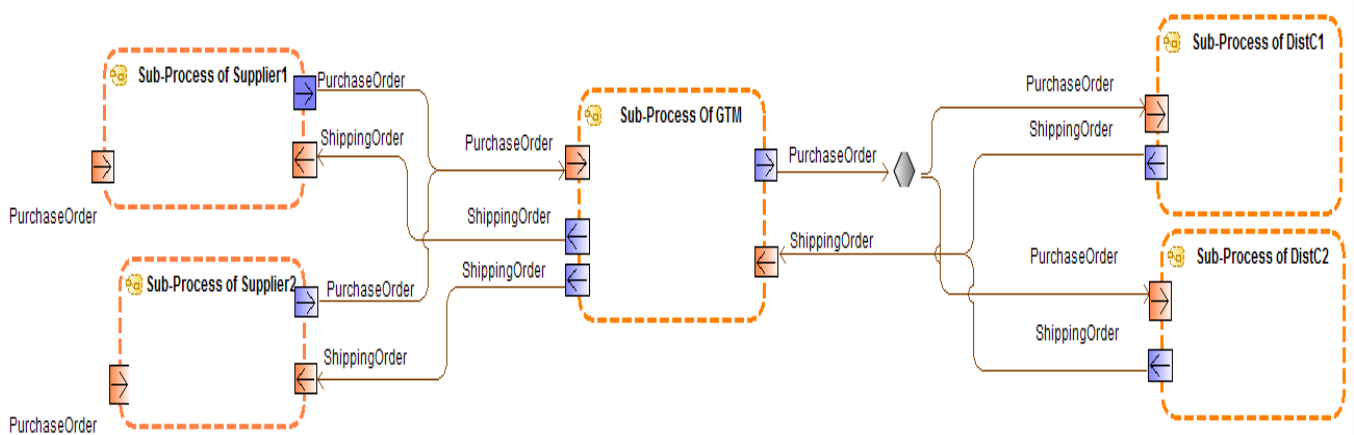 Sub-Process of Supplier1
PurchaseOrder
ShippingOrder
PurchaseOrder
Sub-Process of Supplier2
PurchaseOrder
ShippingOrder
PurchaseOrder
PurchaseOrder
ShippingOrder
ShippingOrder
Sub-Process Of GTM
PurchaseOrder
ShippingOrder
Sub-Process of DistC1
PurchaseOrder
ShippingOrder
Sub-Process of DistC2
PurchaseOrder
ShippingOrder